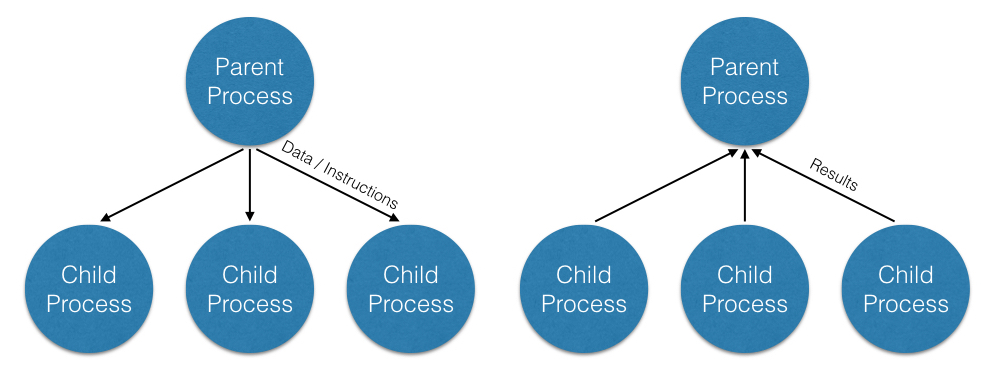 Parent
Process
Data / Instructions
Child
Process
Child
Process
Child
Process
Parent
Process
Results
Child
Process
Child
Process
Child
Process